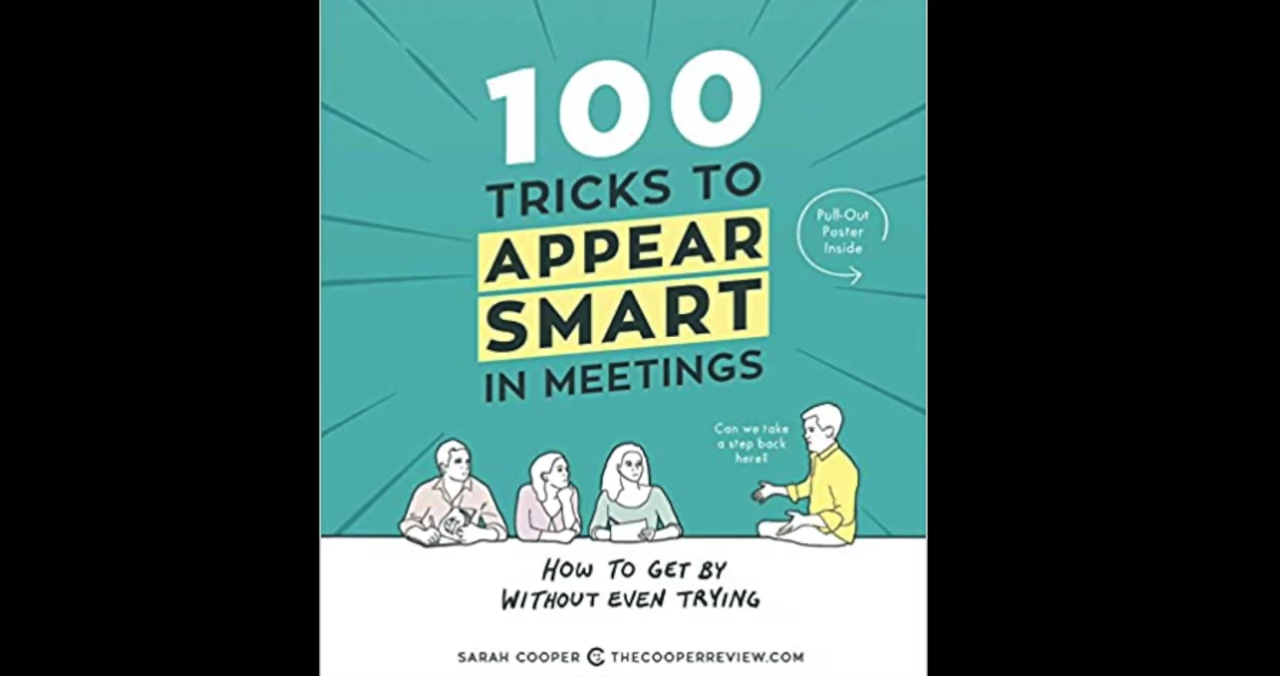 100
TRICKS TO
APPEAR
SMART
IN MEETINGS
Pull-Out
Poster
Inside
Can we take
a step back
here?
HOW TO GET BY
WITHOUT EVEN TRYING
SARAH COOPER THECOOPERREVIEW.COM